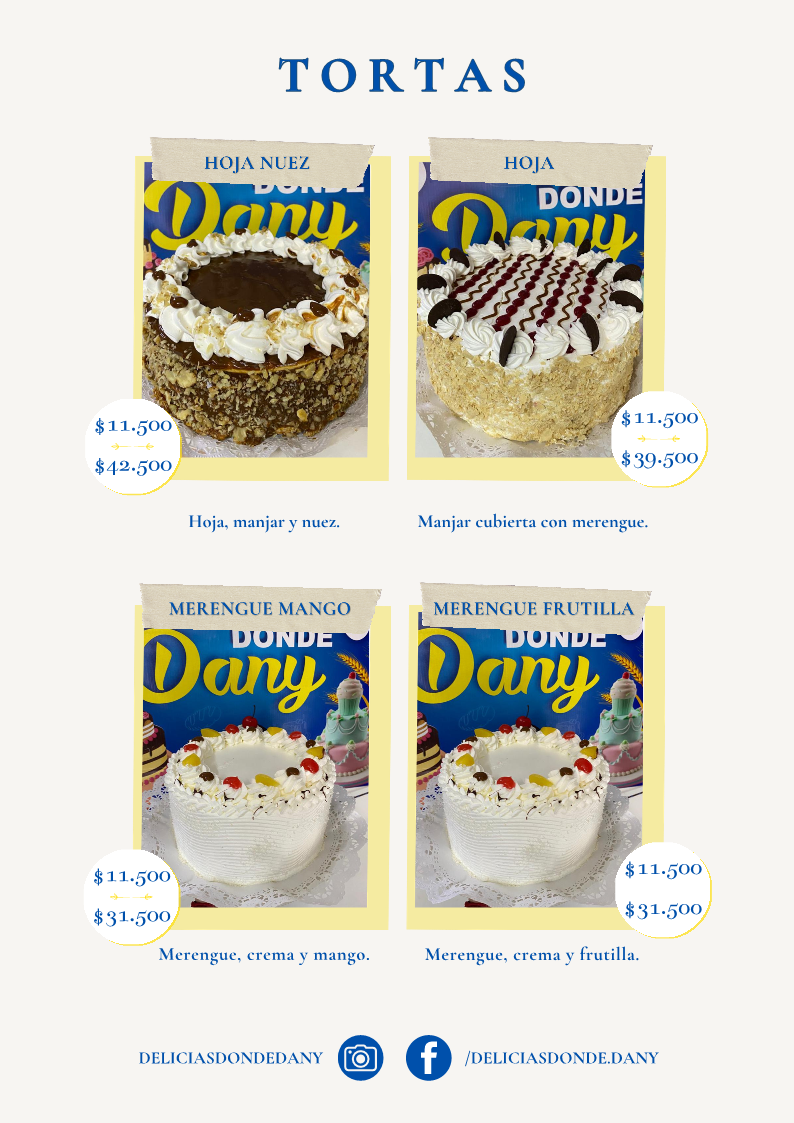 TORTAS
HOJA NUEZ
DONDE
Dany
$11.500
$42.500
Hoja, manjar y nuez.
HOJA
DONDE
Dany
$11.500
$39.500
Manjar cubierta con merengue.
MERENGUE MANGO
DONDE
Dany
$11.500
$31.500
Merengue, crema y mango.
MERENGUE FRUTILLA
DONDE
Dany
$11.500
$31.500
Merengue, crema y frutilla.
DELICIASDONDEDANY
/DELICIASDONDE.DANY